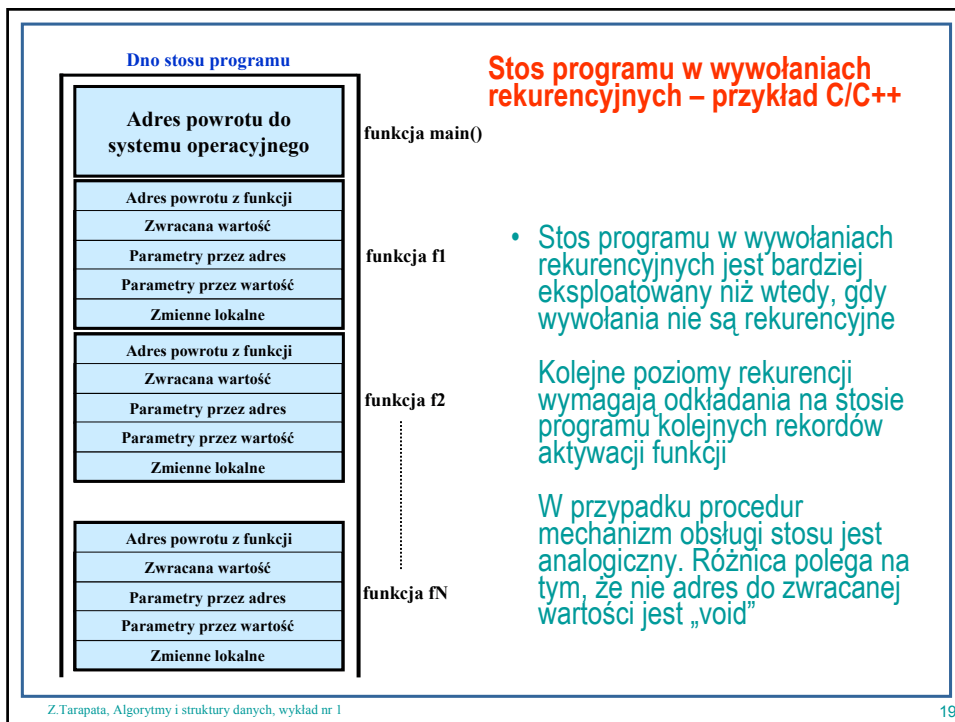 Dno stosu programu
Stos programu w wywołaniach
rekurencyjnych – przykład C/C++
Adres powrotu do
systemu operacyjnego
funkcja main()
Adres powrotu z funkcji
Zwracana wartość
Parametry przez adres
funkcja f1
Parametry przez wartość
Zmienne lokalne
Adres powrotu z funkcji
Zwracana wartość
Parametry przez adres
funkcja f2
Parametry przez wartość
Zmienne lokalne
Adres powrotu z funkcji
Zwracana wartość
Parametry przez adres
funkcja fN
Parametry przez wartość
Zmienne lokalne
• Stos programu w wywołaniach
rekurencyjnych jest bardziej
eksploatowany niż wtedy, gdy
wywołania nie są rekurencyjne
Kolejne poziomy rekurencji
wymagają odkładania na stosie
programu kolejnych rekordów
aktywacji funkcji
W przypadku procedur
mechanizm obsługi stosu jest
analogiczny. Różnica polega na
tym, że nie adres do zwracanej
wartości jest „void”
Z.Tarapata, Algorytmy i struktury danych, wykład nr 1
19